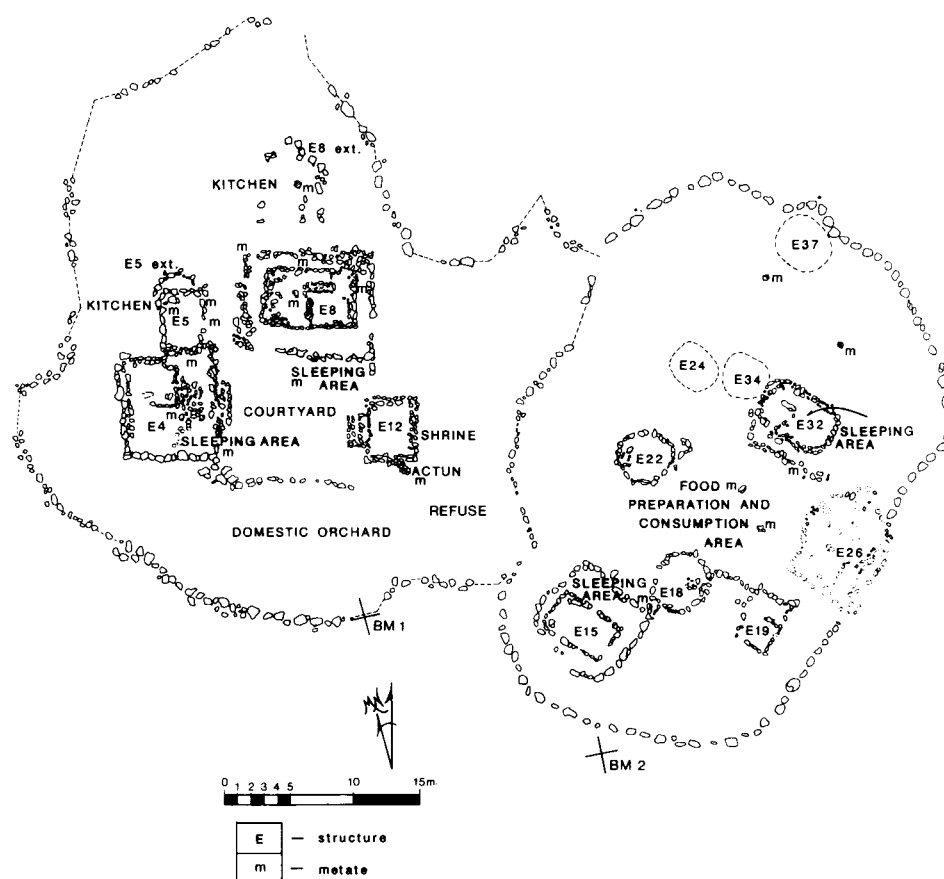 E8 ext.
KITCHEN
m
E37
m
m
E5 ext.
m
m
KITCHEN
m
m
m
E8
E5
m
m
m
SLEEPING
m AREA
E24
E34
COURTYARD
m
E4
SLEEPING AREA
m
E12
SHRINE
ACTUN
m
E32
SLEEPING
AREA
m
E22
FOOD m
PREPARATION AND
CONSUMPTION m
AREA
REFUSE
DOMESTIC ORCHARD
E26
SLEEPING
AREA m
E18
E15
E19
BM 1
BM 2
0 1 2 3 4 5 10 15m.
E — structure
m — metate